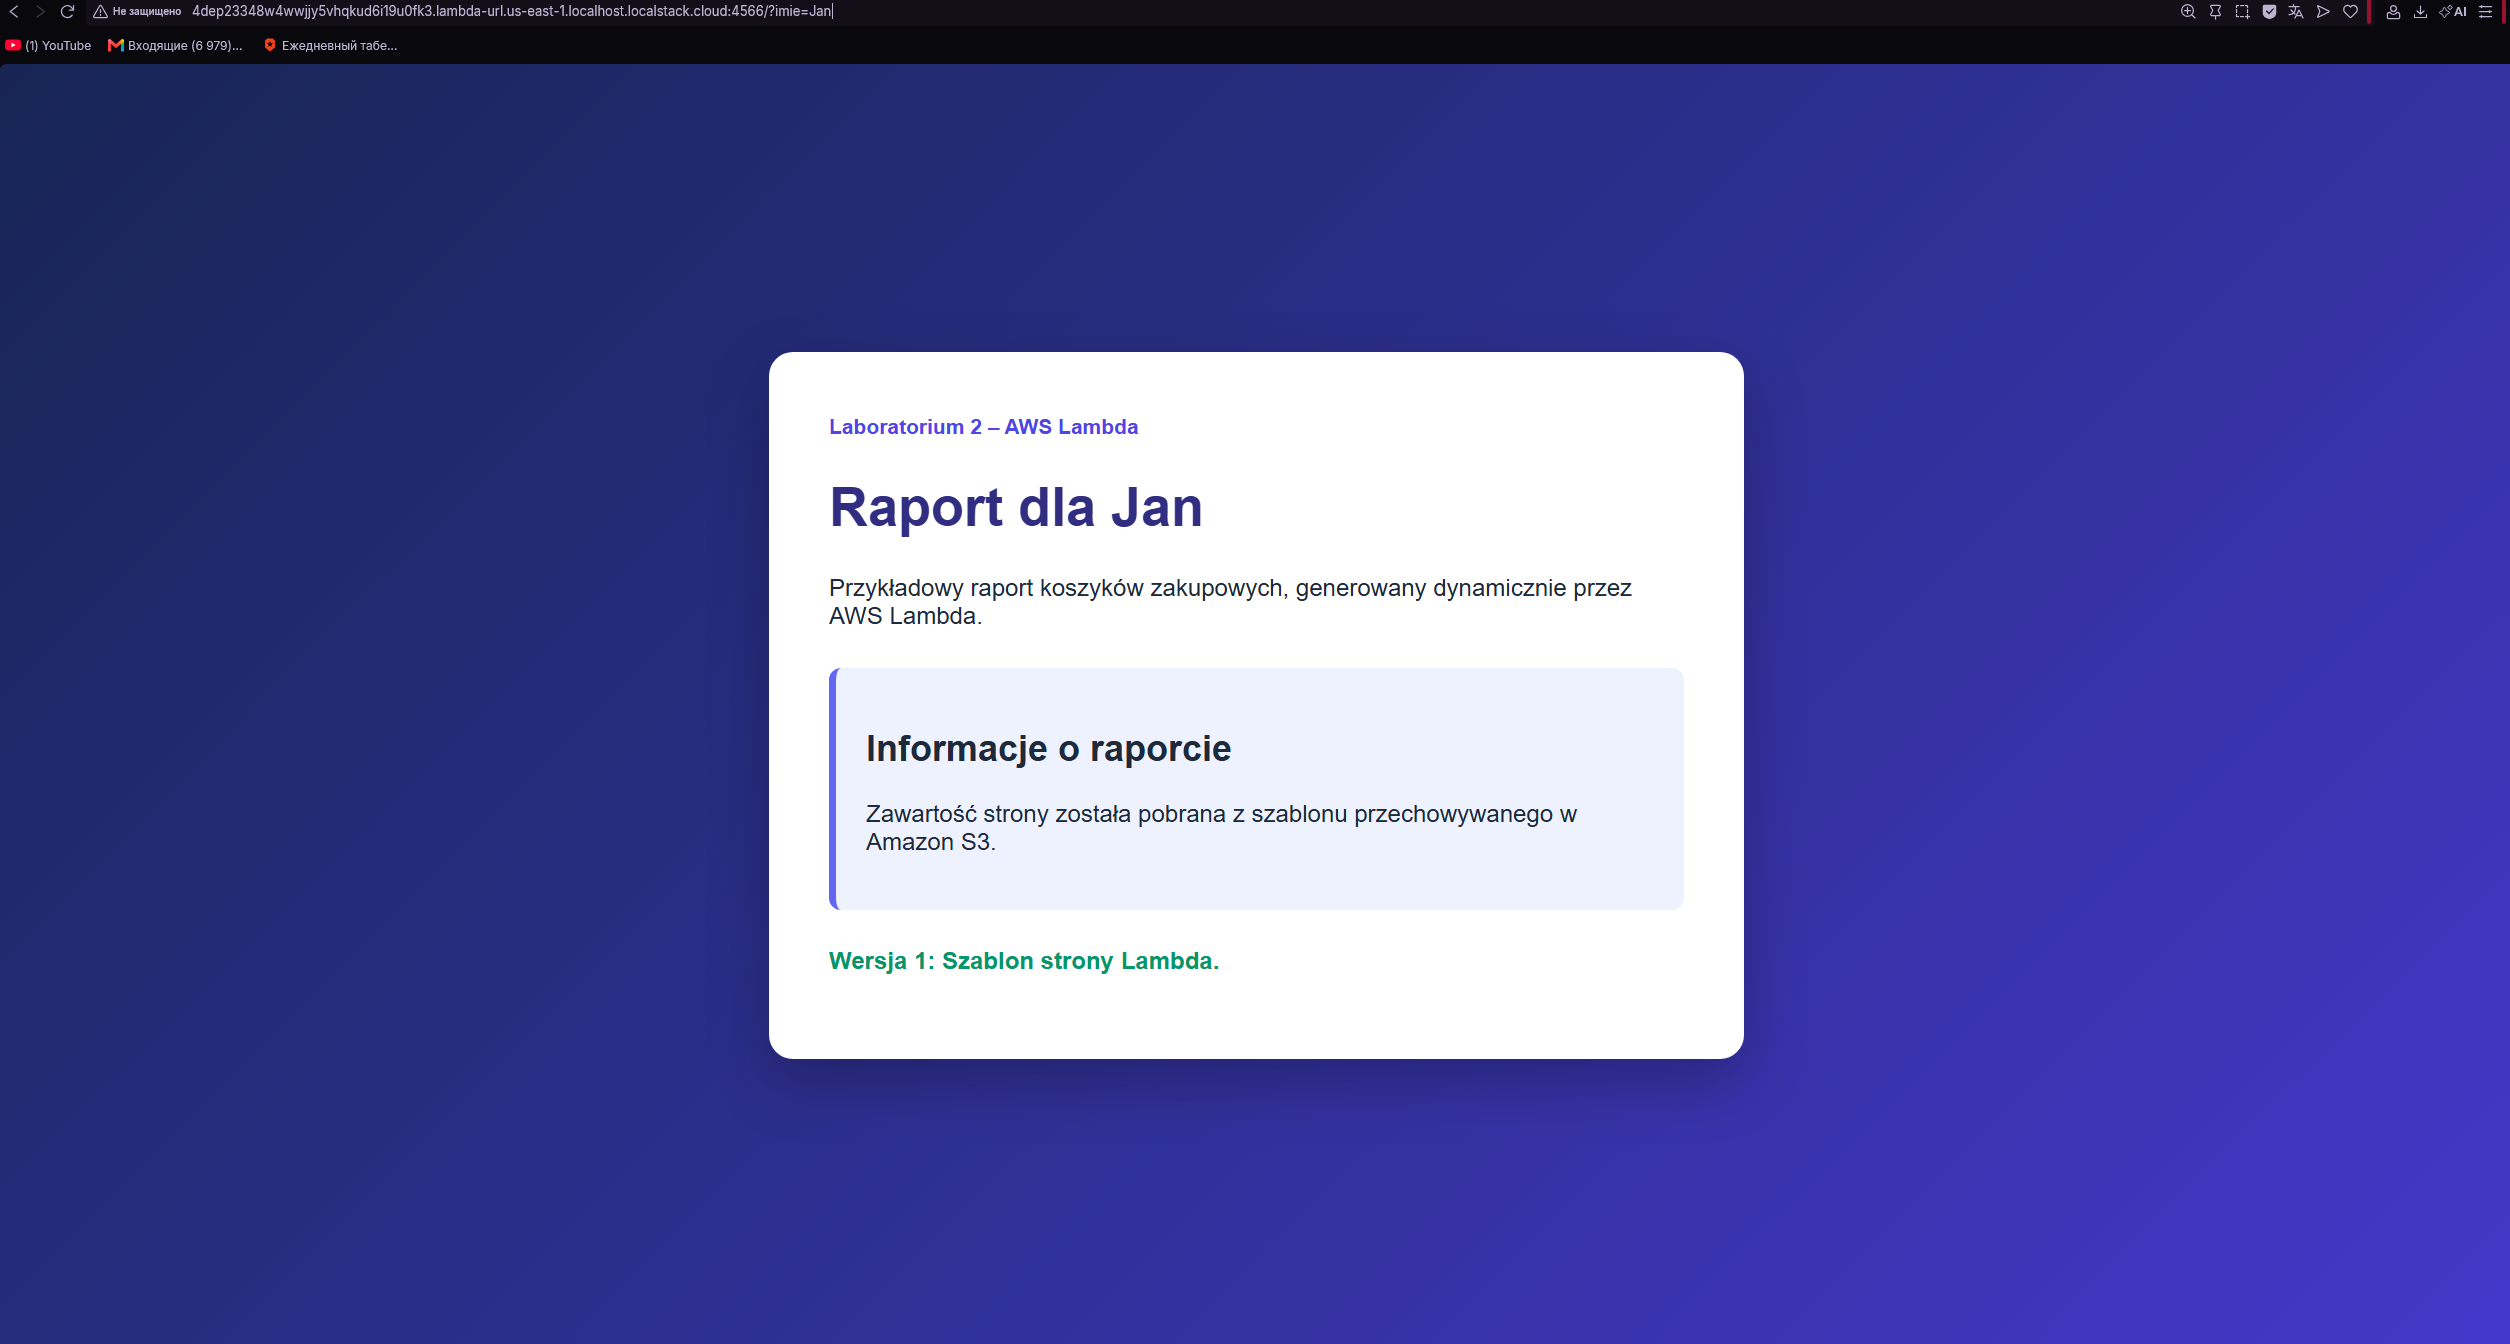 Не защищено 4dep23348w4wwjjy5vhqkud6i19u0fk3.lambda-url.us-east-1.localhost.localstack.cloud:4566/?imie=Jan AI
(1) YouTube Входящие (6 979)... Ежедневный табе...
Laboratorium 2 – AWS Lambda
Raport dla Jan
Przykładowy raport koszyków zakupowych, generowany dynamicznie przez
AWS Lambda.
Informacje o raporcie
Zawartość strony została pobrana z szablonu przechowywanego w
Amazon S3.
Wersja 1: Szablon strony Lambda.